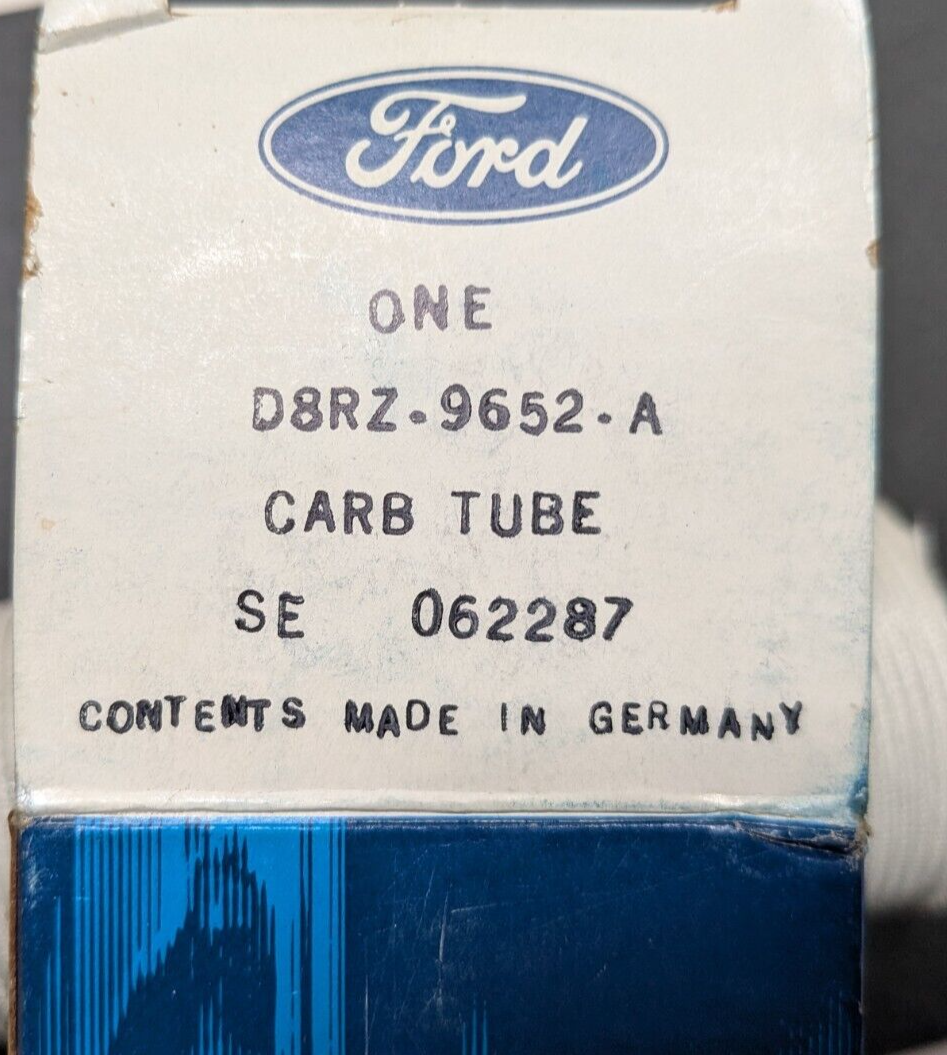 Ford
ONE
D8RZ-9652-A
CARB TUBE
SE 062287
CONTENTS MADE IN GERMANY